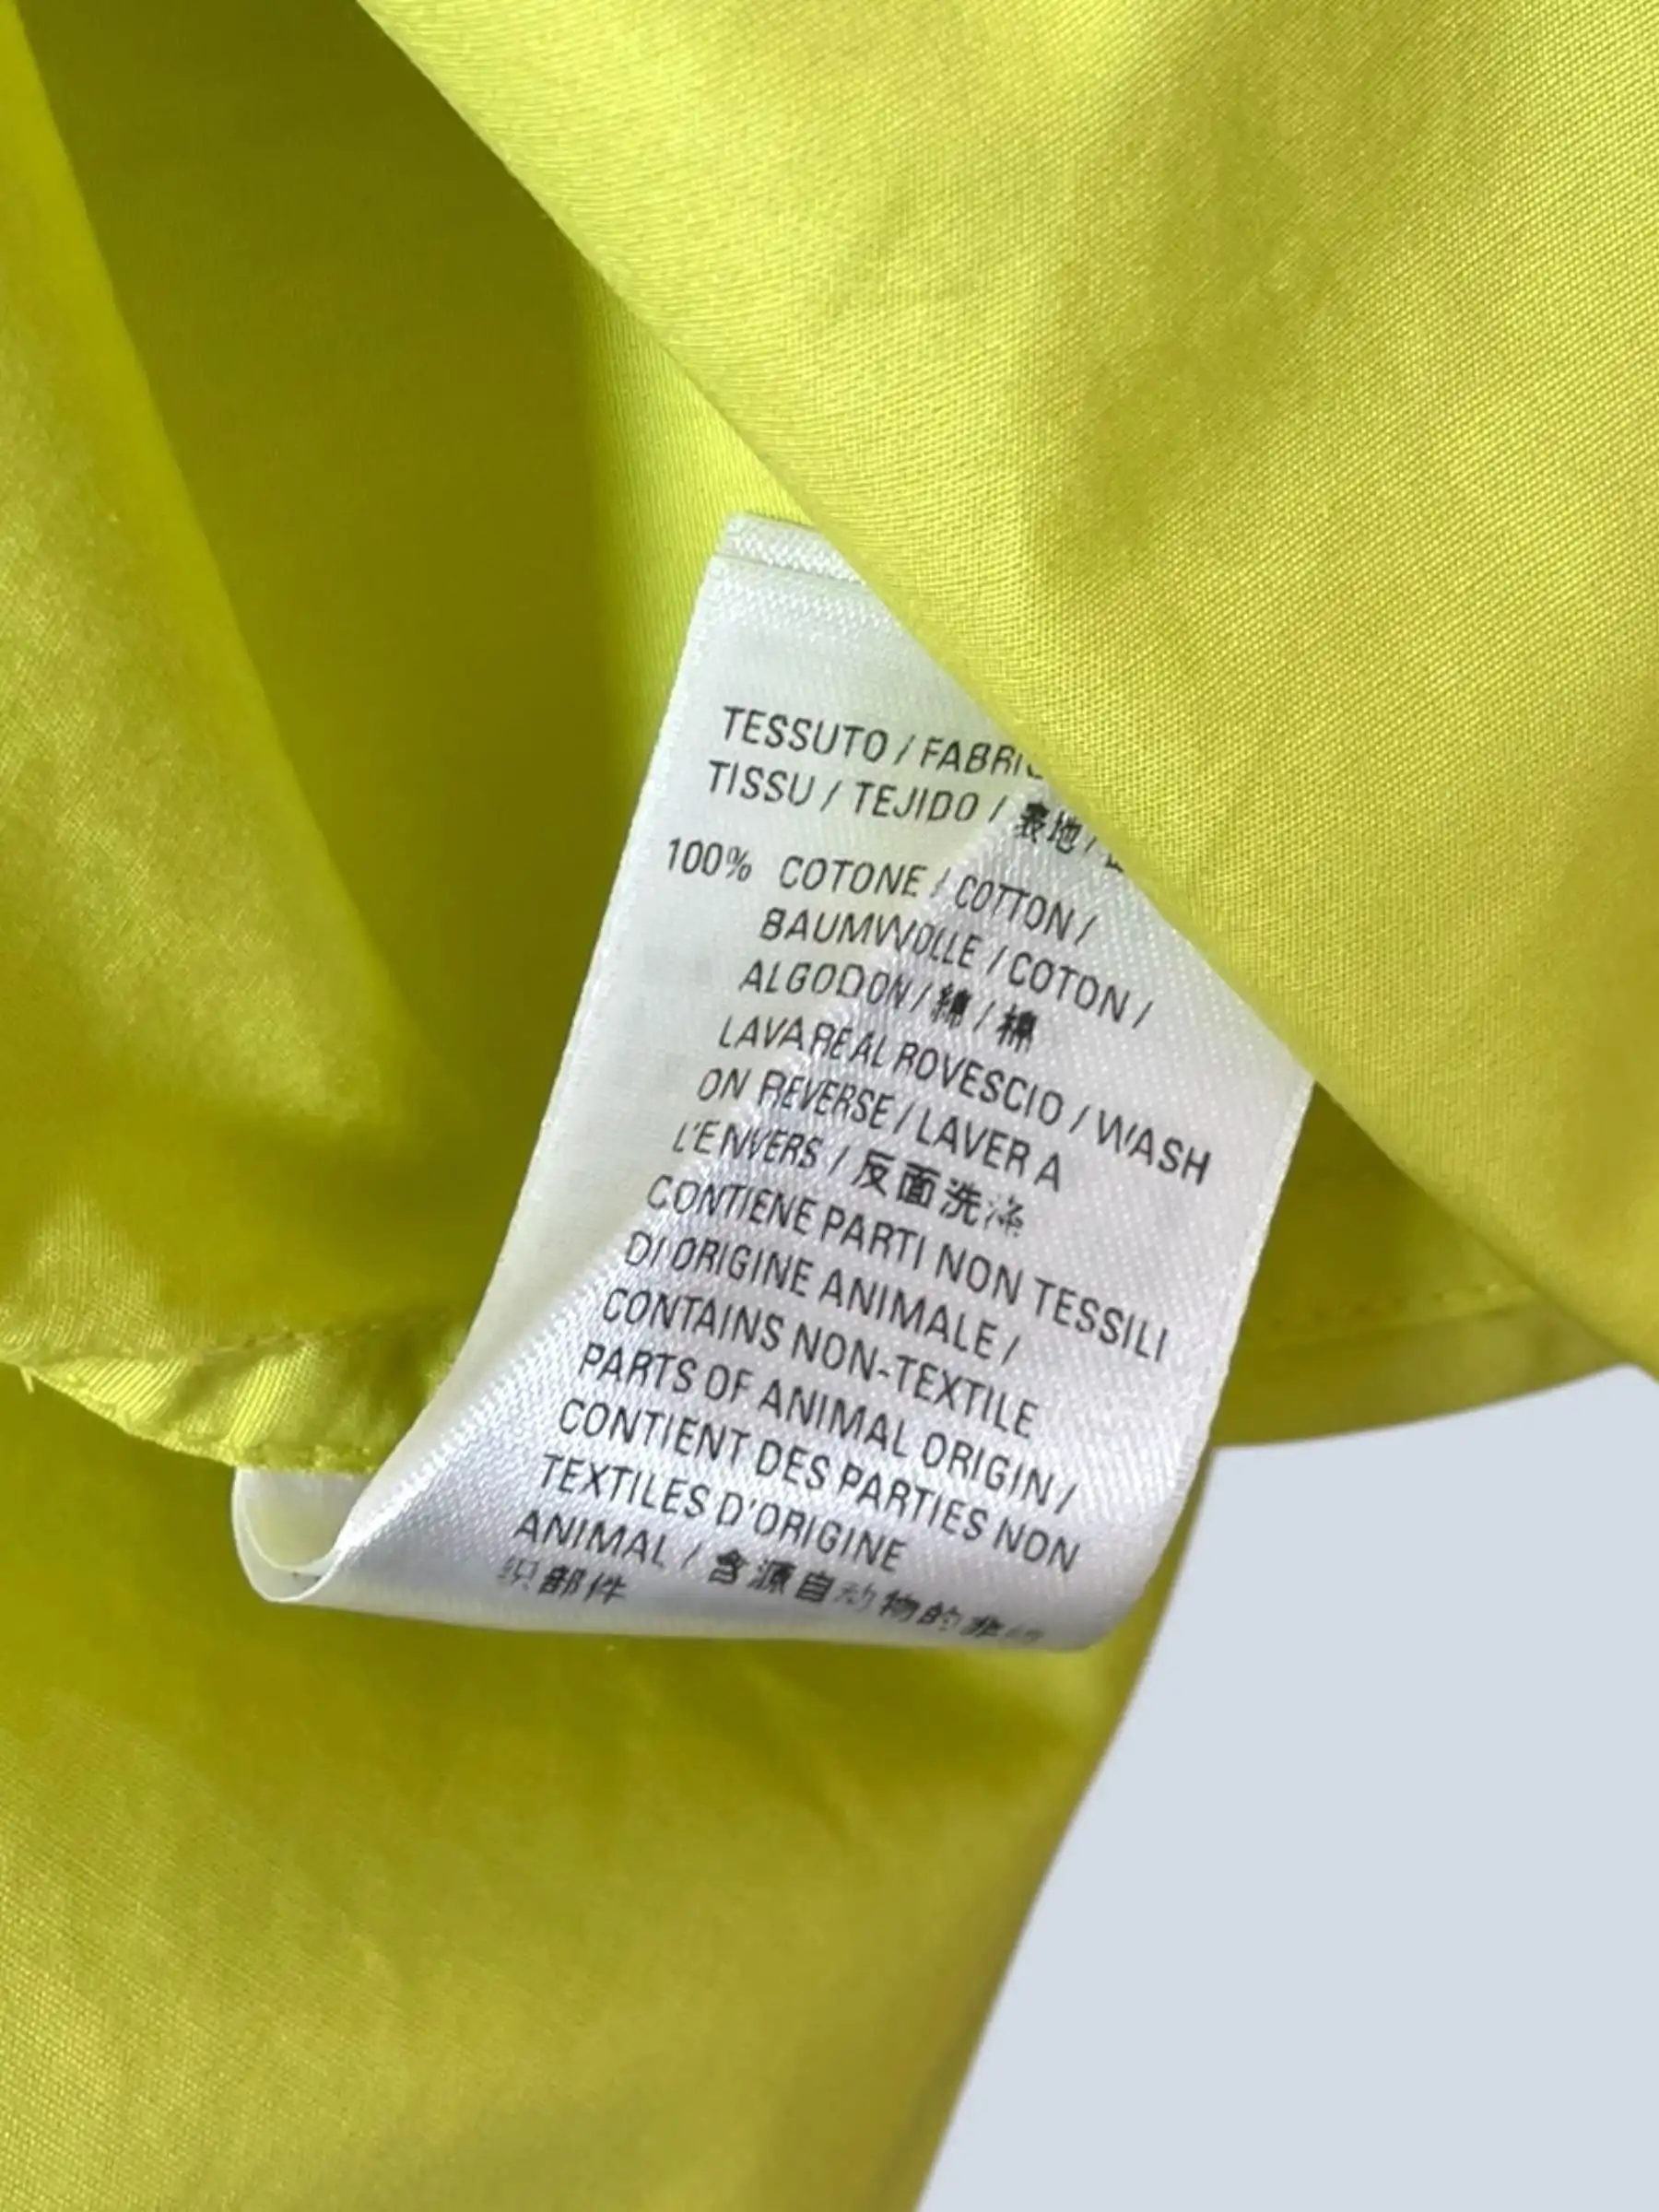 TESSUTO / FABRIC
TISSU / TEJIDO / 表地 /
100% COTONE / COTTON /
BAUMWOLLE / COTON /
ALGODON / 綿 / 棉
LAVARE AL ROVESCIO / WASH
ON REVERSE / LAVER A
L'ENVERS / 反面洗涤
CONTIENE PARTI NON TESSILI
DI ORIGINE ANIMALE /
CONTAINS NON-TEXTILE
PARTS OF ANIMAL ORIGIN /
CONTIENT DES PARTIES NON
TEXTILES D'ORIGINE
ANIMAL / 含源自动物的非纺
织部件